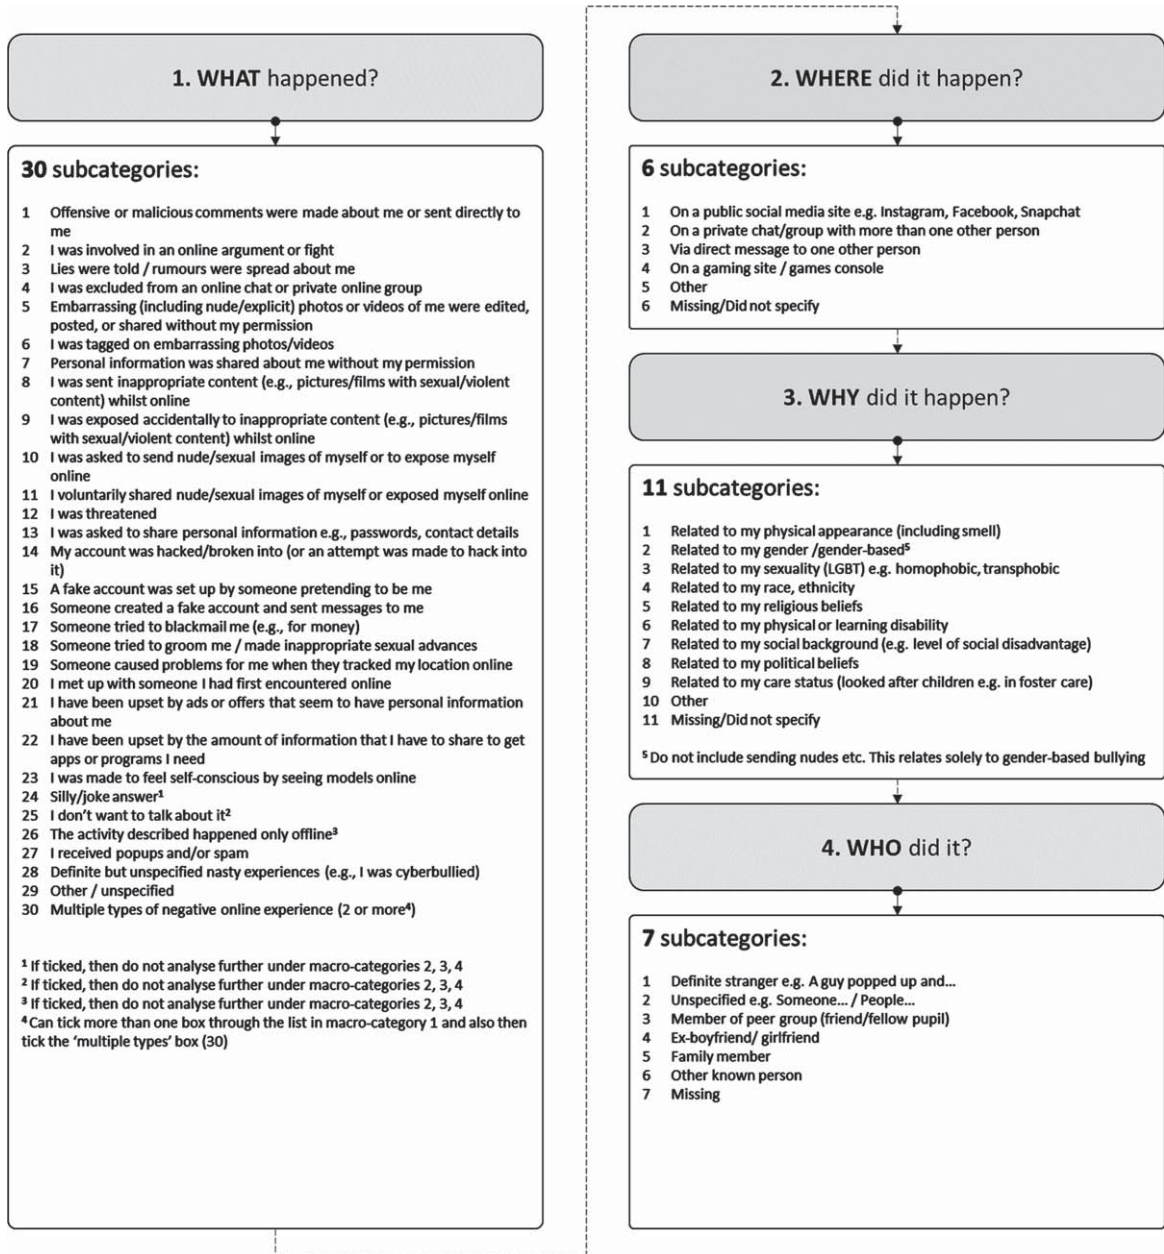 1. WHAT happened?
30 subcategories:
1 Offensive or malicious comments were made about me or sent directly to
me
2 I was involved in an online argument or fight
3 Lies were told / rumours were spread about me
4 I was excluded from an online chat or private online group
5 Embarrassing (including nude/explicit) photos or videos of me were edited,
posted, or shared without my permission
6 I was tagged on embarrassing photos/videos
7 Personal information was shared about me without my permission
8 I was sent inappropriate content (e.g., pictures/films with sexual/violent
content) whilst online
9 I was exposed accidentally to inappropriate content (e.g., pictures/films
with sexual/violent content) whilst online
10 I was asked to send nude/sexual images of myself or to expose myself
online
11 I voluntarily shared nude/sexual images of myself or exposed myself online
12 I was threatened
13 I was asked to share personal information e.g., passwords, contact details
14 My account was hacked/broken into (or an attempt was made to hack into
it)
15 A fake account was set up by someone pretending to be me
16 Someone created a fake account and sent messages to me
17 Someone tried to blackmail me (e.g., for money)
18 Someone tried to groom me / made inappropriate sexual advances
19 Someone caused problems for me when they tracked my location online
20 I met up with someone I had first encountered online
21 I have been upset by ads or offers that seem to have personal information
about me
22 I have been upset by the amount of information that I have to share to get
apps or programs I need
23 I was made to feel self-conscious by seeing models online
24 Silly/joke answer¹
25 I don't want to talk about it²
26 The activity described happened only offline³
27 I received popups and/or spam
28 Definite but unspecified nasty experiences (e.g., I was cyberbullied)
29 Other / unspecified
30 Multiple types of negative online experience (2 or more⁴)
¹ If ticked, then do not analyse further under macro-categories 2, 3, 4
² If ticked, then do not analyse further under macro-categories 2, 3, 4
³ If ticked, then do not analyse further under macro-categories 2, 3, 4
⁴ Can tick more than one box through the list in macro-category 1 and also then
tick the 'multiple types' box (30)
2. WHERE did it happen?
6 subcategories:
1 On a public social media site e.g. Instagram, Facebook, Snapchat
2 On a private chat/group with more than one other person
3 Via direct message to one other person
4 On a gaming site / games console
5 Other
6 Missing/Did not specify
3. WHY did it happen?
11 subcategories:
1 Related to my physical appearance (including smell)
2 Related to my gender /gender-based⁵
3 Related to my sexuality (LGBT) e.g. homophobic, transphobic
4 Related to my race, ethnicity
5 Related to my religious beliefs
6 Related to my physical or learning disability
7 Related to my social background (e.g. level of social disadvantage)
8 Related to my political beliefs
9 Related to my care status (looked after children e.g. in foster care)
10 Other
11 Missing/Did not specify
⁵ Do not include sending nudes etc. This relates solely to gender-based bullying
4. WHO did it?
7 subcategories:
1 Definite stranger e.g. A guy popped up and...
2 Unspecified e.g. Someone... / People...
3 Member of peer group (friend/fellow pupil)
4 Ex-boyfriend/ girlfriend
5 Family member
6 Other known person
7 Missing